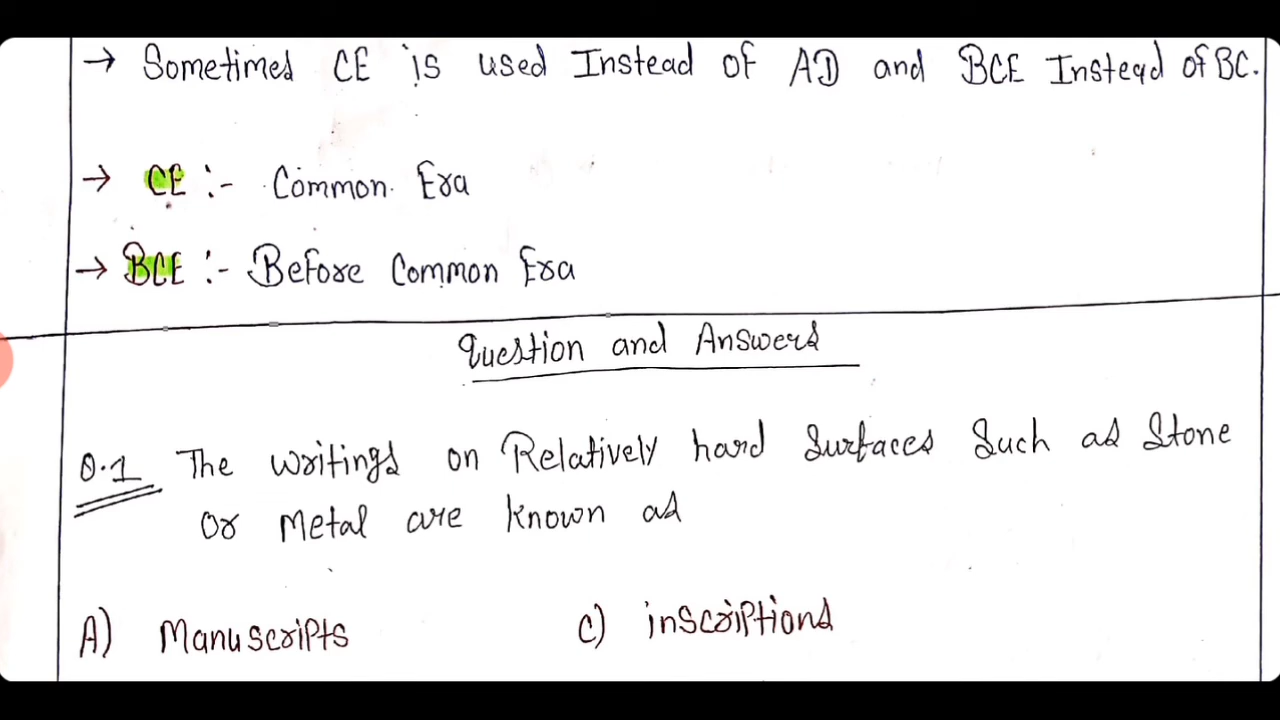 → Sometimes CE is used Instead of AD and BCE Instead of BC.
→ CE :- Common Era
→ BCE :- Before Common Era
Question and Answers
Q.1 The writings on Relatively hard Surfaces Such as Stone
Or Metal are known as
A) Manuscripts C) inscriptions